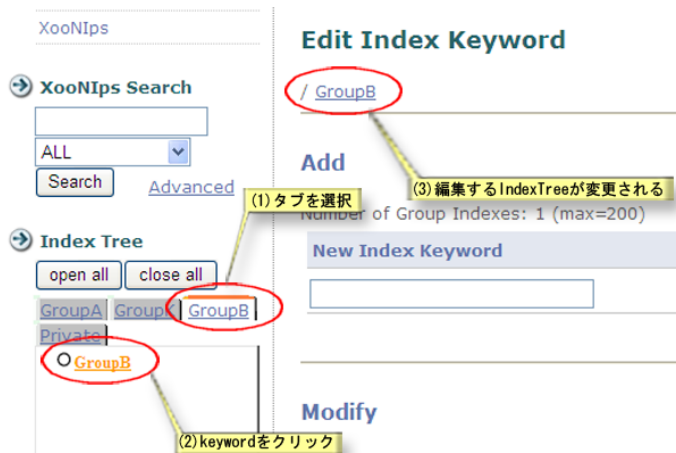 XooNIps
XooNIps Search
ALL
Search
Advanced
Index Tree
open all
close all
GroupA
GroupB
Private
GroupB
Edit Index Keyword
/ GroupB
Add
Number of Group Indexes: 1 (max=200)
New Index Keyword
Modify
(1)タブを選択
(2)keywordをクリック
(3)編集するIndexTreeが変更される